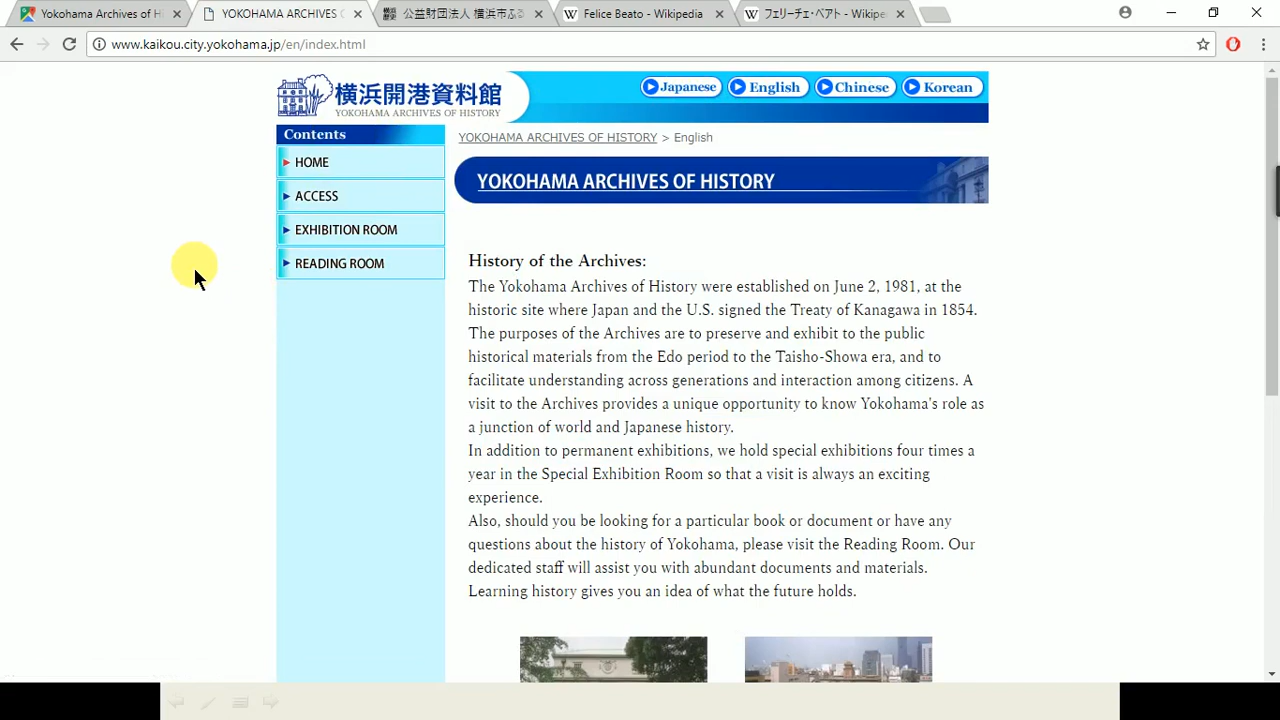 Yokohama Archives of H
YOKOHAMA ARCHIVES O
公益財団法人 横浜市ふる
Felice Beato - Wikipedia
フェリーチェ・ベアト - Wikipe
www.kaikou.city.yokohama.jp/en/index.html
横浜開港資料館
YOKOHAMA ARCHIVES OF HISTORY
Japanese
English
Chinese
Korean
Contents
HOME
ACCESS
EXHIBITION ROOM
READING ROOM
YOKOHAMA ARCHIVES OF HISTORY > English
YOKOHAMA ARCHIVES OF HISTORY
History of the Archives:
The Yokohama Archives of History were established on June 2, 1981, at the
historic site where Japan and the U.S. signed the Treaty of Kanagawa in 1854.
The purposes of the Archives are to preserve and exhibit to the public
historical materials from the Edo period to the Taisho-Showa era, and to
facilitate understanding across generations and interaction among citizens. A
visit to the Archives provides a unique opportunity to know Yokohama's role as
a junction of world and Japanese history.
In addition to permanent exhibitions, we hold special exhibitions four times a
year in the Special Exhibition Room so that a visit is always an exciting
experience.
Also, should you be looking for a particular book or document or have any
questions about the history of Yokohama, please visit the Reading Room. Our
dedicated staff will assist you with abundant documents and materials.
Learning history gives you an idea of what the future holds.